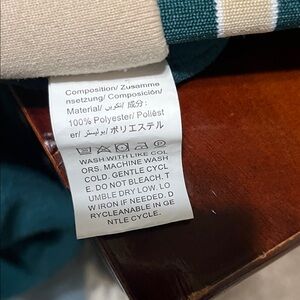 Composition/ Zusamme
nsetzung/ Composición/
Material/ تكوين/ 成分:
100% Polyester/ Poliést
er/ بوليستر/ ポリエステル
WASH WITH LIKE COL
ORS. MACHINE WASH
COLD. GENTLE CYCL
E. DO NOT BLEACH. T
UMBLE DRY LOW. LO
W IRON IF NEEDED. D
RYCLEANABLE IN GE
NTLE CYCLE.